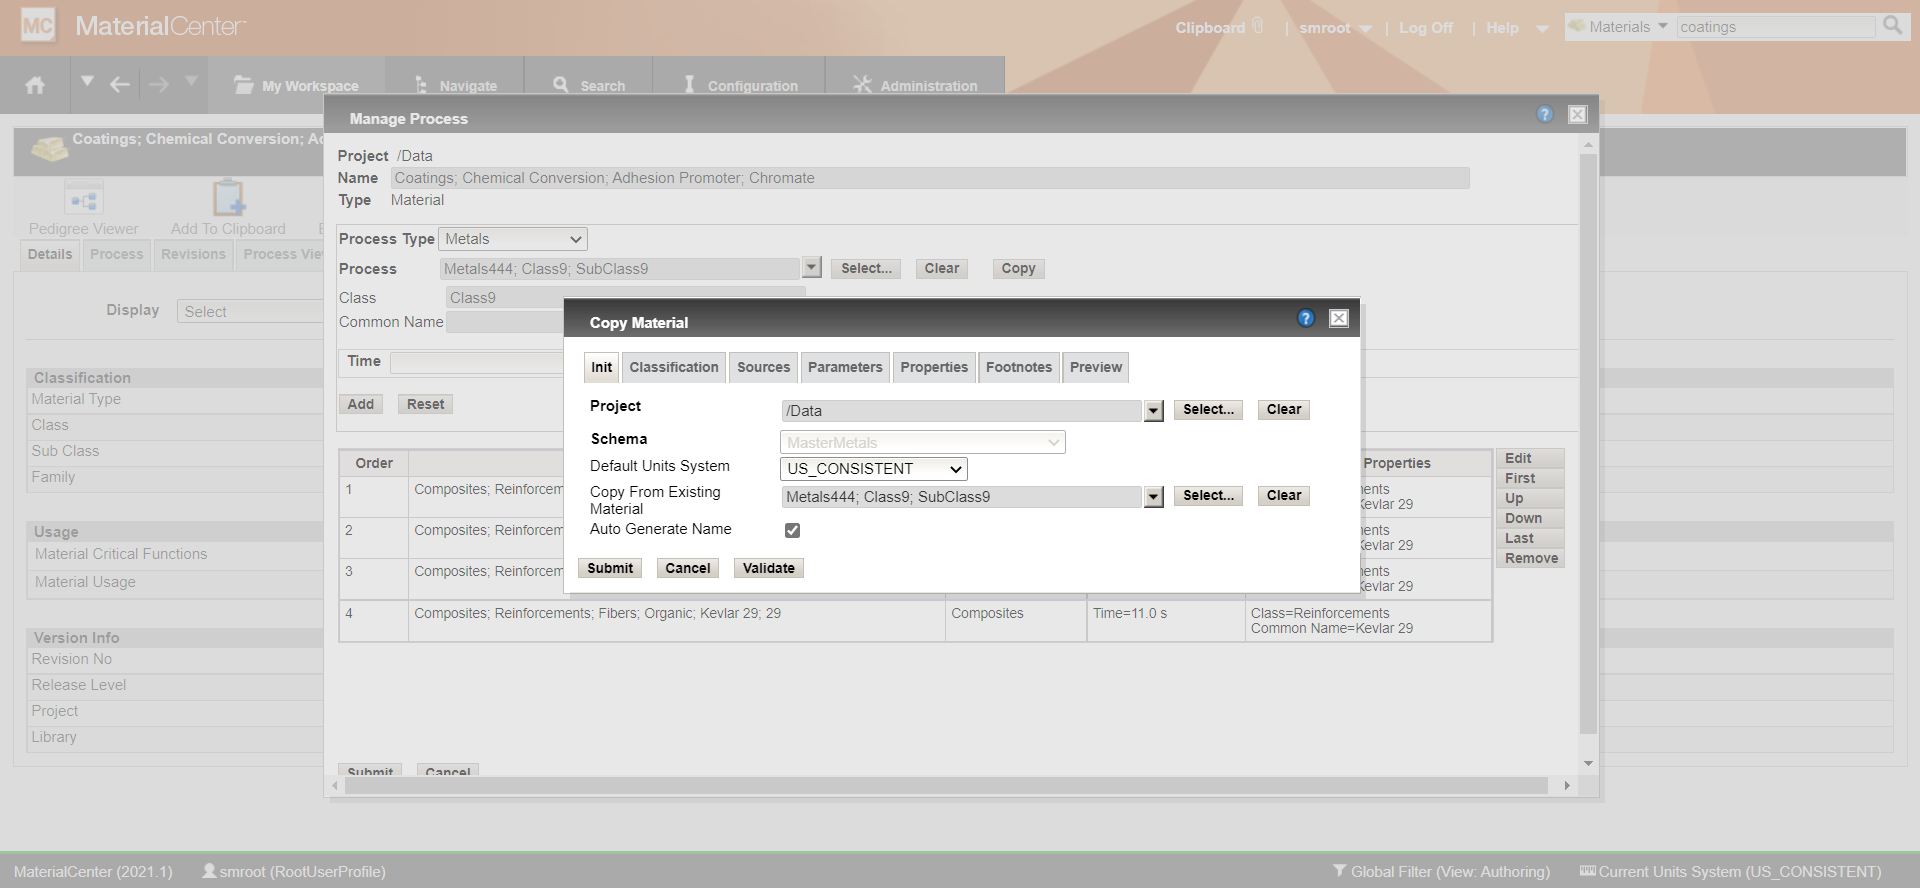 MC MaterialCenter
Clipboard | smroot | Log Off | Help
Materials coatings
My Workspace Navigate Search Configuration Administration
Coatings; Chemical Conversion;
Pedigree Viewer Add To Clipboard
Details Process Revisions Process
Display Select
Classification
Material Type
Class
Sub Class
Family
Usage
Material Critical Functions
Material Usage
Version Info
Revision No
Release Level
Project
Library
Manage Process ?
Project /Data
Name Coatings; Chemical Conversion; Adhesion Promoter; Chromate
Type Material
Process Type Metals
Process Metals444; Class9; SubClass9 Select... Clear Copy
Class Class9
Common Name
Time
Add Reset
Order Properties
1 Composites;
2 Composites;
Kevlar 29
3 Composites;
Kevlar 29
Kevlar 29
4 Composites; Reinforcements; Fibers; Organic; Kevlar 29; 29 Composites Time=11.0 s Class=Reinforcements
Common Name=Kevlar 29
Edit
First
Up
Down
Last
Remove
Submit Cancel
Copy Material ?
Init Classification Sources Parameters Properties Footnotes Preview
Project /Data Select... Clear
Schema MasterMetals
Default Units System US_CONSISTENT
Copy From Existing
Material Metals444; Class9; SubClass9 Select... Clear
Auto Generate Name
Submit Cancel Validate
MaterialCenter (2021.1) smroot (RootUserProfile) Global Filter (View: Authoring) Current Units System (US_CONSISTENT)